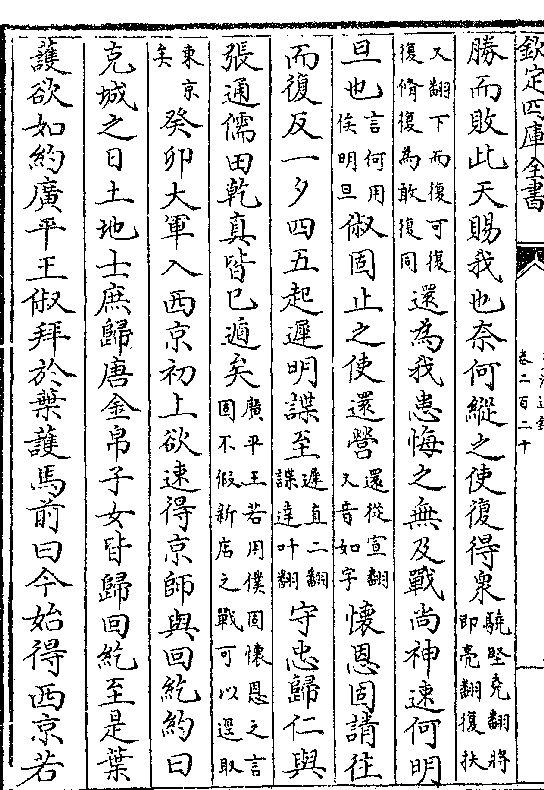 欽定四庫全書
卷二百二十
勝而敗此天賜我也奈何縱之使復得衆驍堅堯翻將即亮翻復扶
又翻下而復可復復脩復為敢復同還為我患悔之無及戰尚神速何明
旦也言何用俟明旦俶固止之使還營還從宣翻又音如字懷恩固請往
而復反一夕四五起遲明諜至遲直二翻諜達叶翻守忠歸仁與
張通儒田乾真皆已遁矣廣平王若用僕固懷恩之言固不假新店之戰可以逕取
東京矣癸卯大軍入西京初上欲速得京師與回紇約曰
克城之日土地士庶歸唐金帛子女皆歸回紇至是葉
護欲如約廣平王俶拜於葉護馬前曰今始得西京若